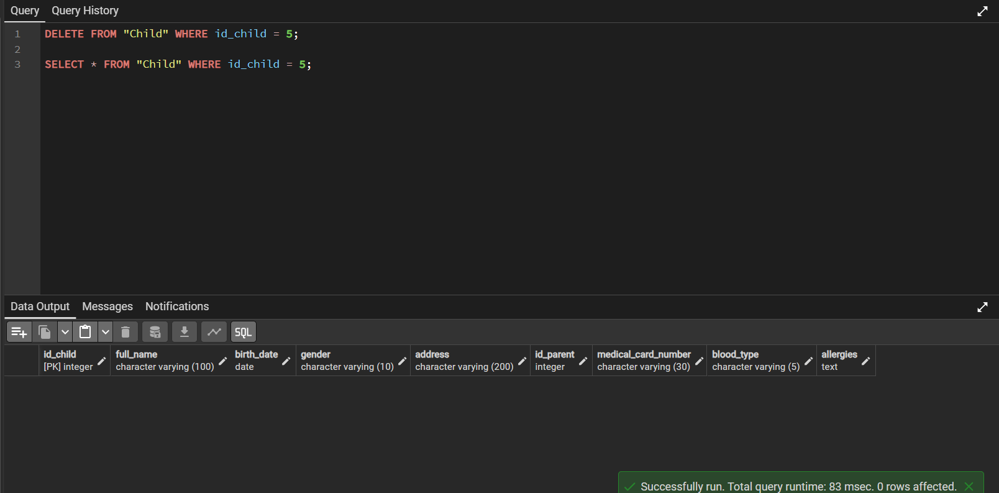 Query Query History
1 DELETE FROM "Child" WHERE id_child = 5;
2
3 SELECT * FROM "Child" WHERE id_child = 5;
Data Output Messages Notifications
SQL
id_child full_name birth_date gender address id_parent medical_card_number blood_type allergies
[PK] integer character varying (100) date character varying (10) character varying (200) integer character varying (30) character varying (5) text
Successfully run. Total query runtime: 83 msec. 0 rows affected.